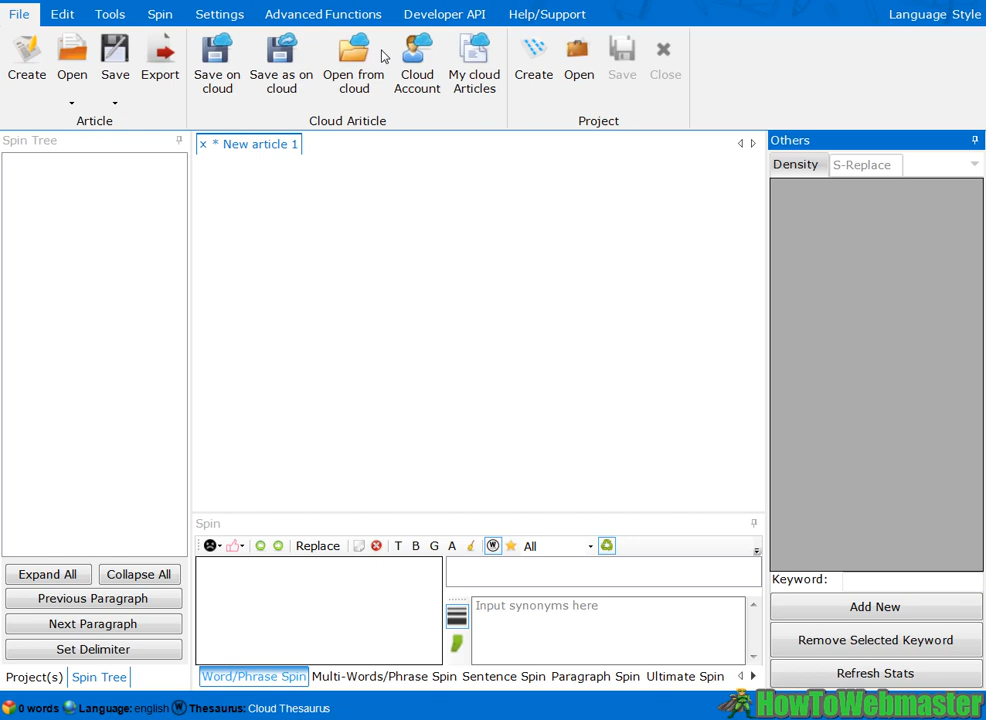 File Edit Tools Spin Settings Advanced Functions Developer API Help/Support Language Style
Create Open Save Export Save on cloud Save as on cloud Open from cloud Cloud Account My cloud Articles Create Open Save Close
Article Cloud Ariticle Project
Spin Tree
x * New article 1
Others
Density S-Replace
Spin
Replace T B G A W All
Input synonyms here
Expand All Collapse All
Previous Paragraph
Next Paragraph
Set Delimiter
Keyword:
Add New
Remove Selected Keyword
Refresh Stats
Project(s) Spin Tree
Word/Phrase Spin Multi-Words/Phrase Spin Sentence Spin Paragraph Spin Ultimate Spin
0 words Language: english W Thesaurus: Cloud Thesaurus
HowToWebmaster